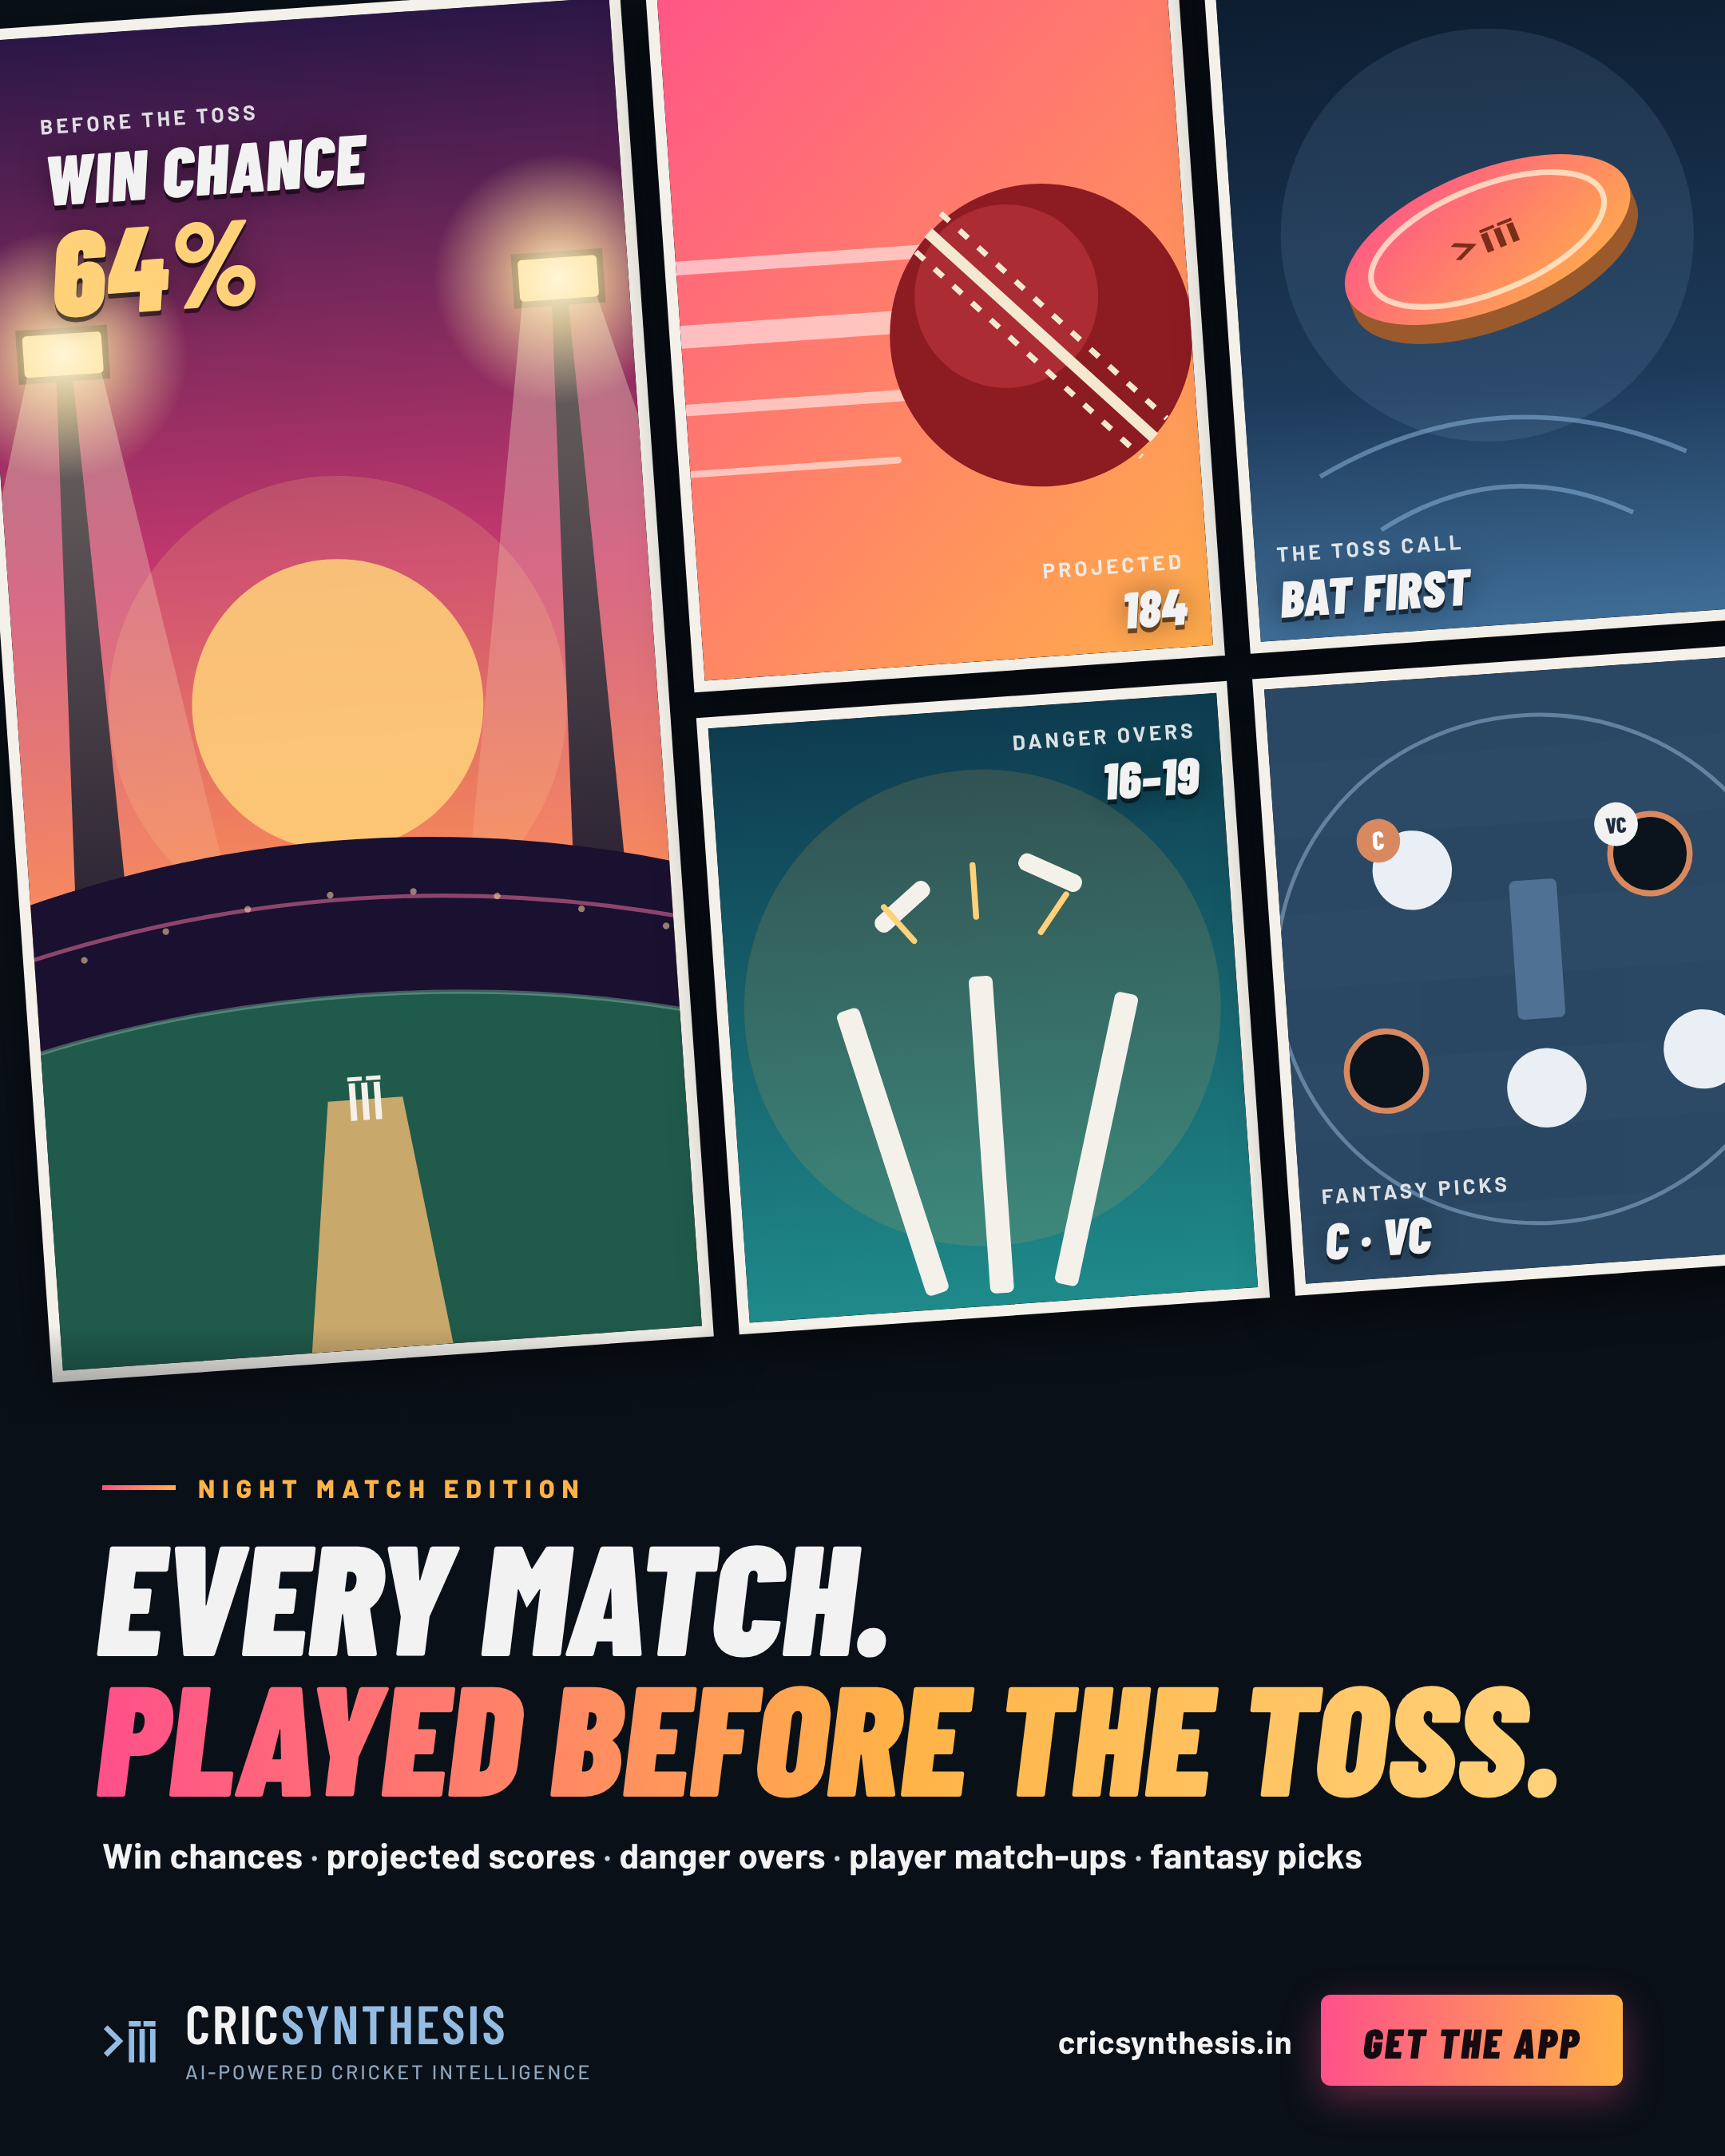 BEFORE THE TOSS
WIN CHANCE
64%
PROJECTED
184
THE TOSS CALL
BAT FIRST
DANGER OVERS
16–19
C
VC
FANTASY PICKS
C · VC
NIGHT MATCH EDITION
EVERY MATCH.
PLAYED BEFORE THE TOSS.
Win chances · projected scores · danger overs · player match-ups · fantasy picks
CRICSYNTHESIS
AI-POWERED CRICKET INTELLIGENCE
cricsynthesis.in
GET THE APP